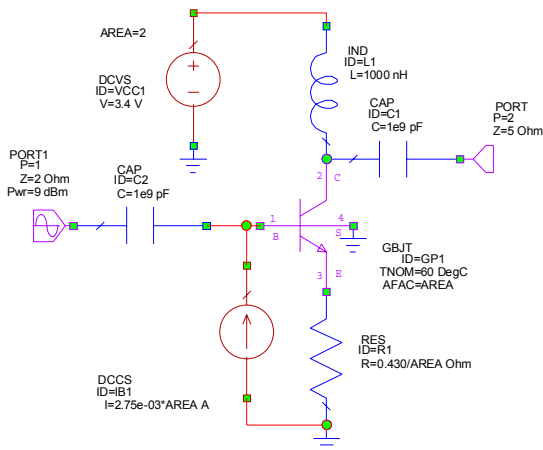 AREA=2
DCVS
ID=VCC1
V=3.4 V
IND
ID=L1
L=1000 nH
CAP
ID=C1
C=1e9 pF
PORT
P=2
Z=5 Ohm
PORT1
P=1
Z=2 Ohm
Pwr=9 dBm
CAP
ID=C2
C=1e9 pF
2
C
1
B
4
S
3
E
GBJT
ID=GP1
TNOM=60 DegC
AFAC=AREA
RES
ID=R1
R=0.430/AREA Ohm
DCCS
ID=IB1
I=2.75e-03*AREA A